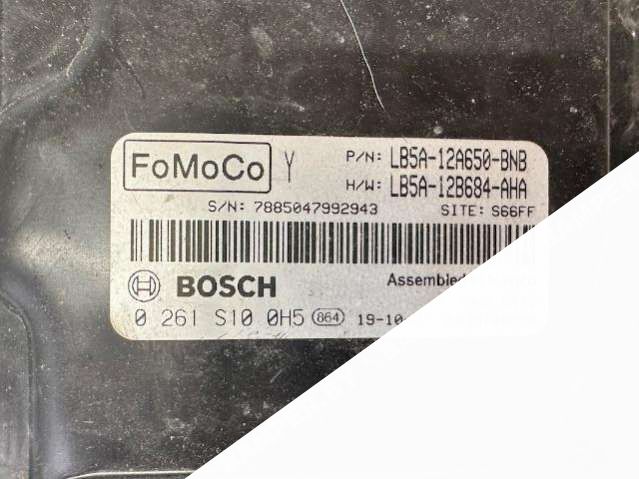 FoMoCo Y P/N: LB5A-12A650-BNB
H/W: LB5A-12B684-AHA
S/N: 7885047992943 SITE: S66FF
BOSCH Assembled
0 261 S10 0H5 864 19-10